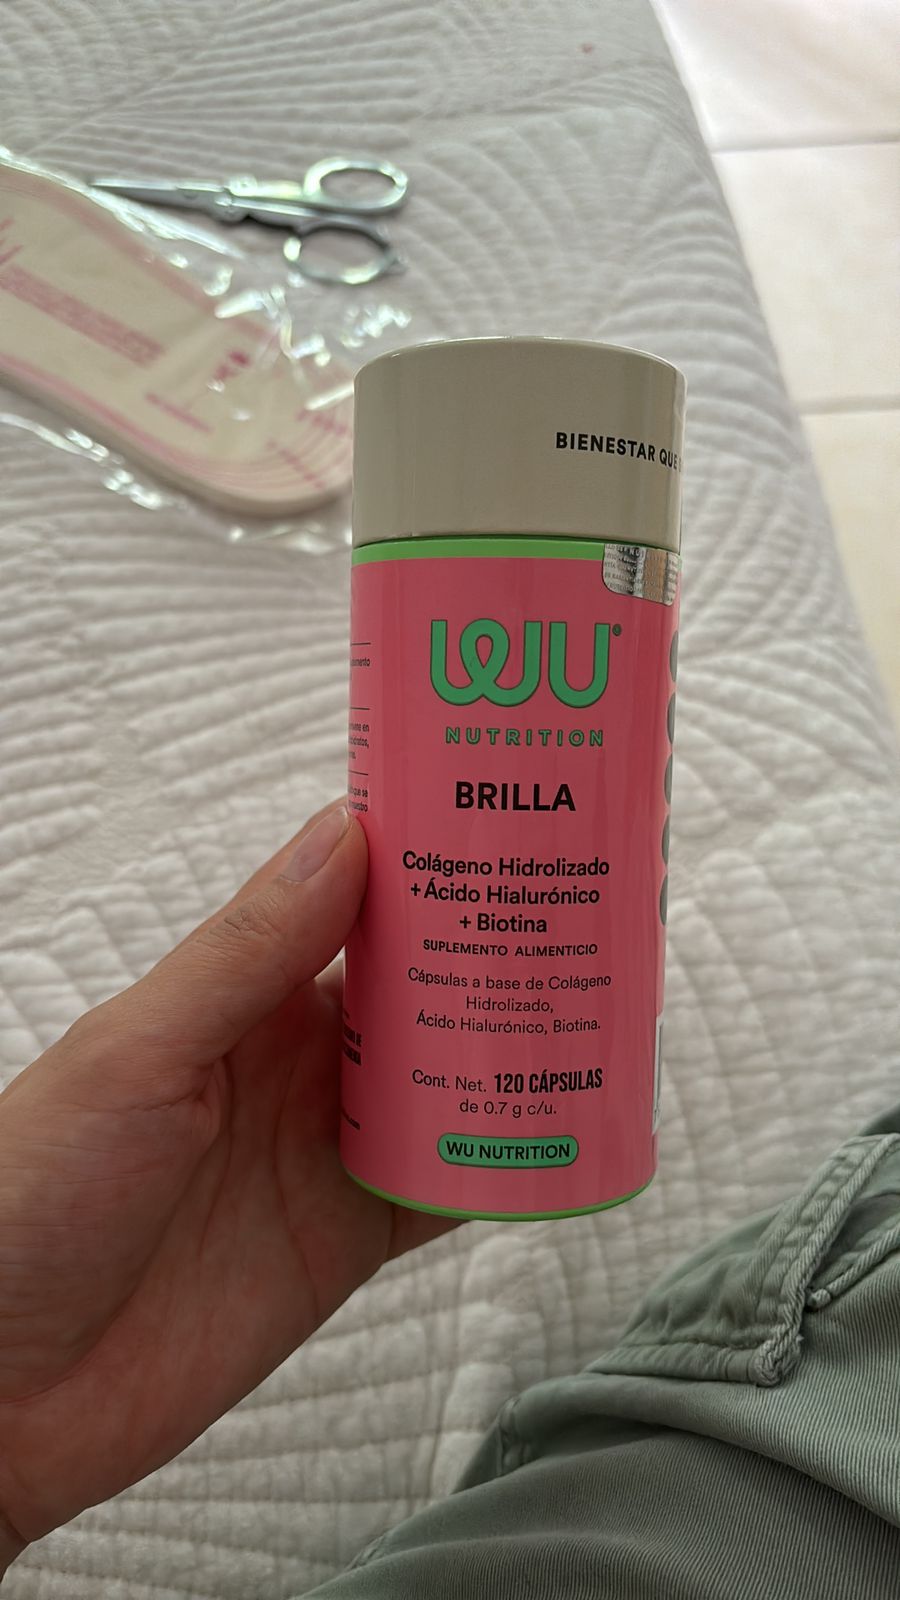 BIENESTAR QUE
WU
NUTRITION
BRILLA
Colágeno Hidrolizado
+ Ácido Hialurónico
+ Biotina
SUPLEMENTO ALIMENTICIO
Cápsulas a base de Colágeno
Hidrolizado,
Ácido Hialurónico, Biotina.
Cont. Net. 120 CÁPSULAS
de 0.7 g c/u.
WU NUTRITION